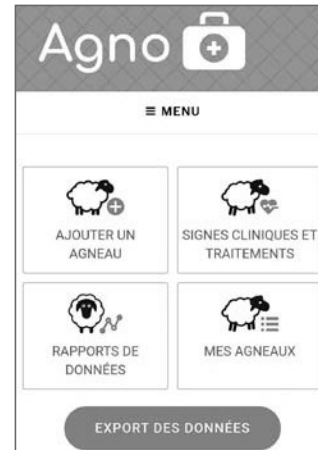 Agno
≡ MENU
AJOUTER UN
AGNEAU
SIGNES CLINIQUES ET
TRAITEMENTS
RAPPORTS DE
DONNÉES
MES AGNEAUX
EXPORT DES DONNÉES